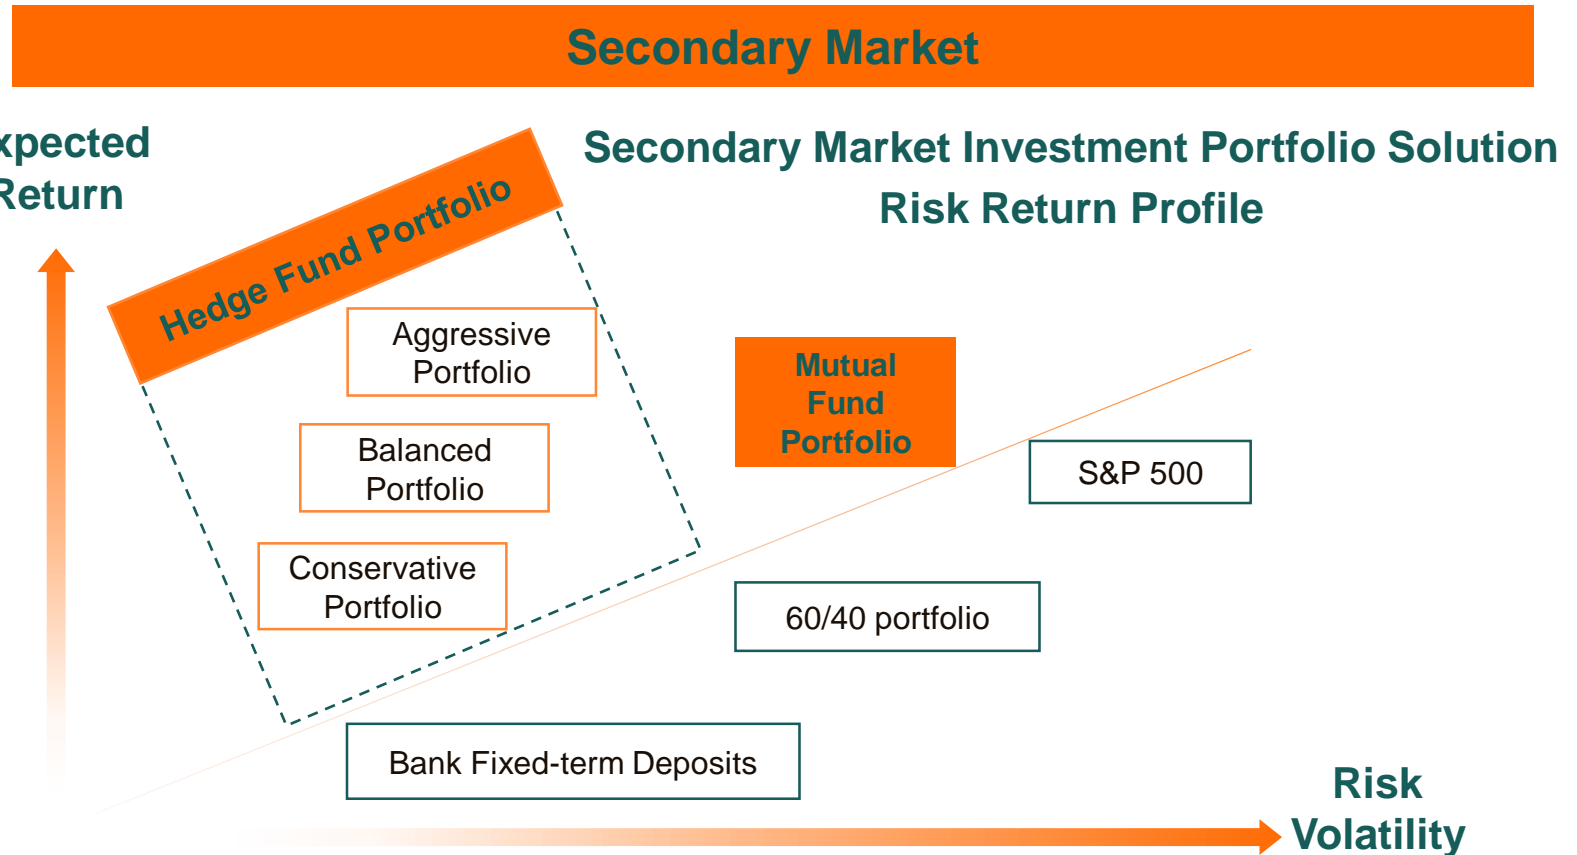 Secondary Market
xpected
Return
Secondary Market Investment Portfolio Solution
Risk Return Profile
Hedge Fund Portfolio
Aggressive
Portfolio
Balanced
Portfolio
Conservative
Portfolio
Mutual
Fund
Portfolio
S&P 500
60/40 portfolio
Bank Fixed-term Deposits
Risk
Volatility